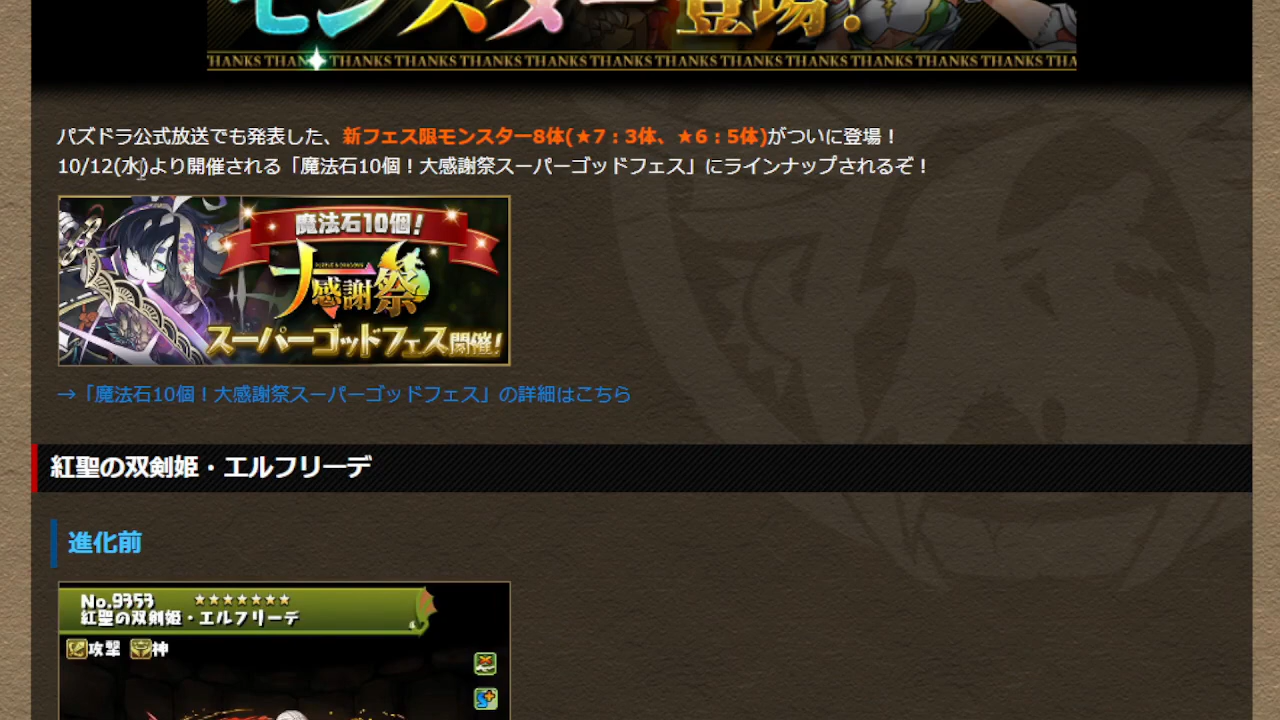 モンスター登場！
THANKS THANKS THANKS THANKS THANKS THANKS THANKS THANKS THANKS THANKS THANKS THANKS
パズドラ公式放送でも発表した、新フェス限モンスター8体(★7：3体、★6：5体)がついに登場！
10/12(水)より開催される「魔法石10個！大感謝祭スーパーゴッドフェス」にラインナップされるぞ！
魔法石10個！
大感謝祭
スーパーゴッドフェス開催！
→「魔法石10個！大感謝祭スーパーゴッドフェス」の詳細はこちら
紅聖の双剣姫・エルフリーデ
進化前
No.9353 ★★★★★★★
紅聖の双剣姫・エルフリーデ
攻撃 神